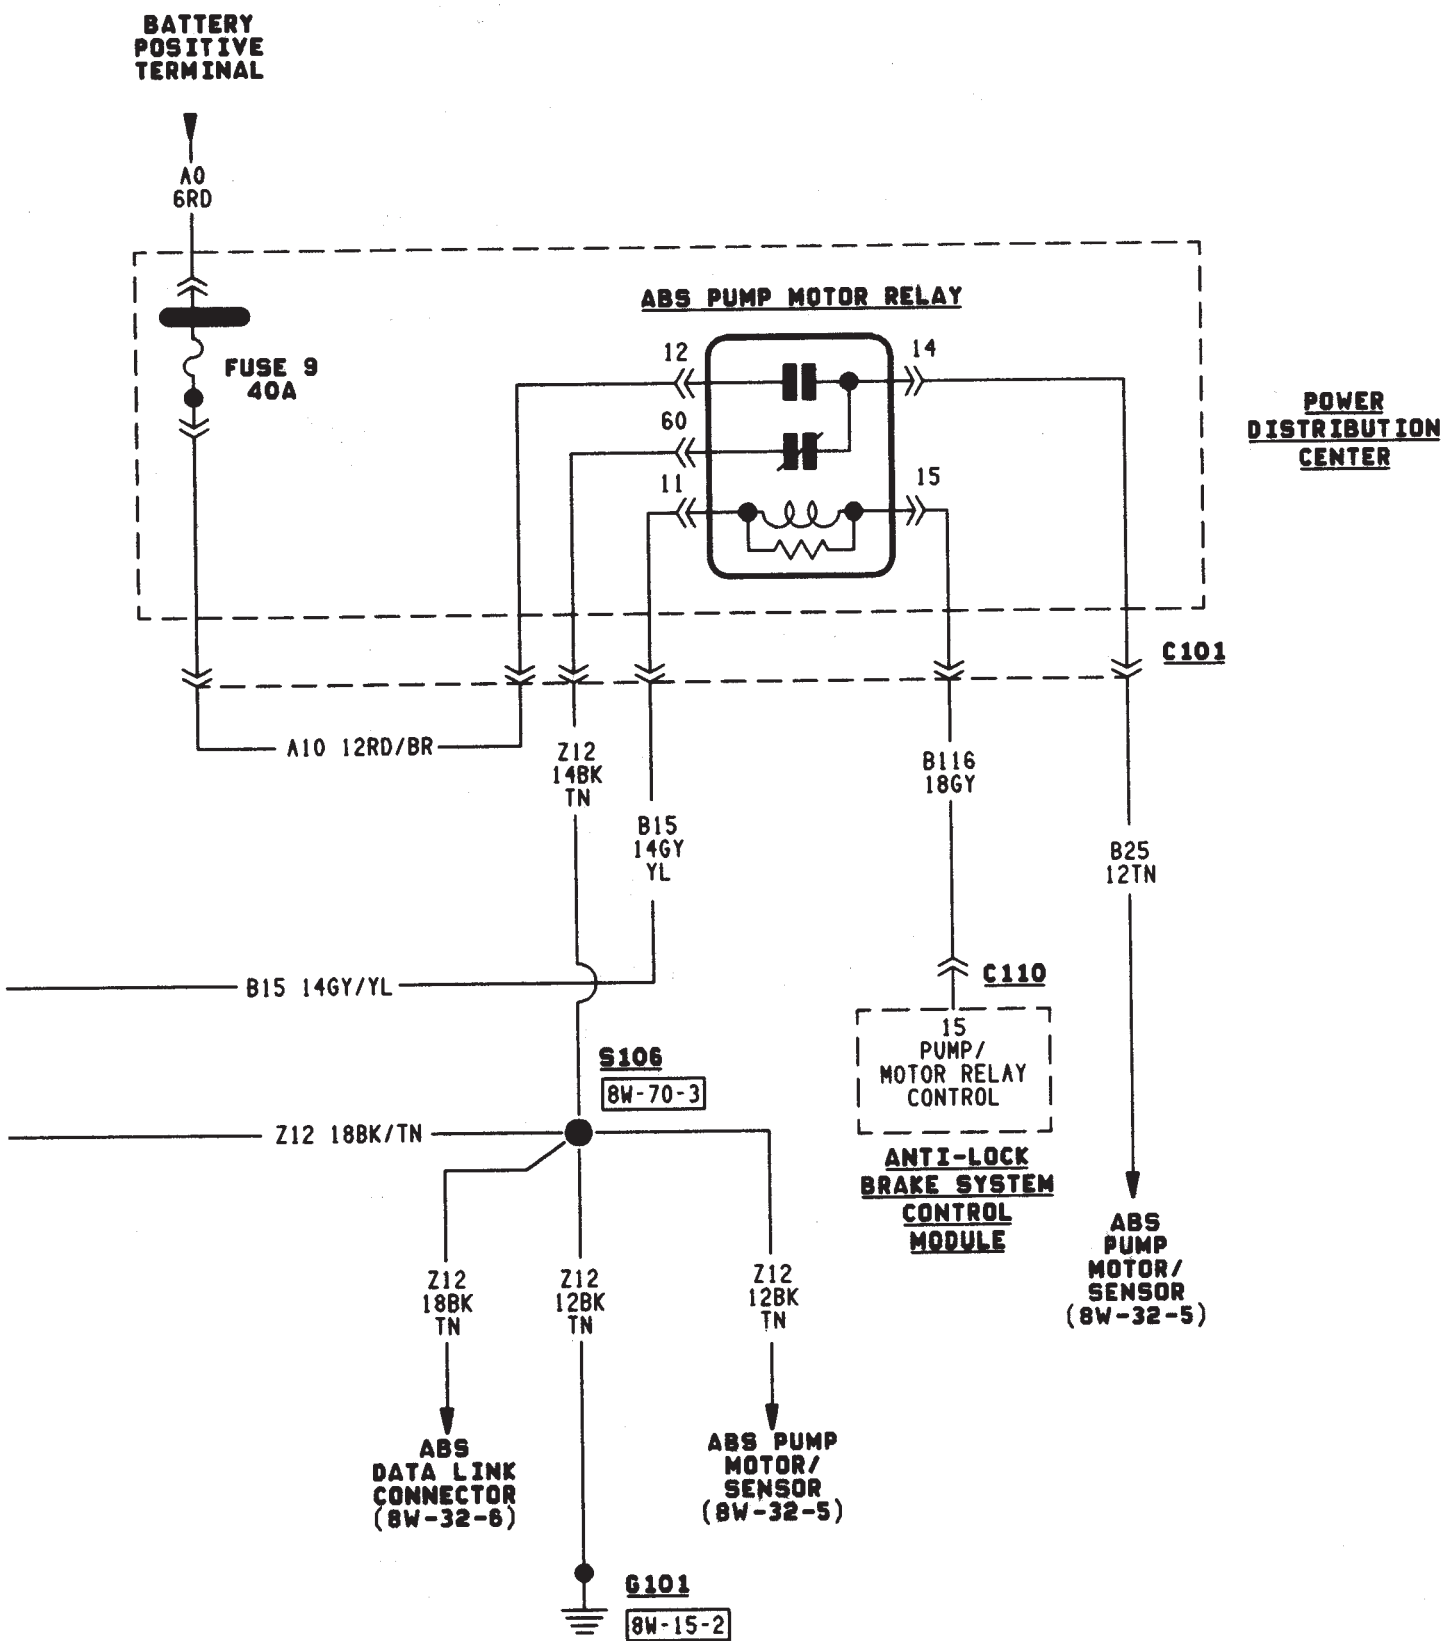 BATTERY
POSITIVE
TERMINAL
A0
6RD
ABS PUMP MOTOR RELAY
FUSE 9
40A
12
14
60
11
15
POWER
DISTRIBUTION
CENTER
C101
A10 12RD/BR
Z12
14BK
TN
B15
14GY
YL
B116
18GY
B25
12TN
B15 14GY/YL
C110
15
PUMP/
MOTOR RELAY
CONTROL
S106
8W-70-3
Z12 18BK/TN
ANTI-LOCK
BRAKE SYSTEM
CONTROL
MODULE
ABS
PUMP
MOTOR/
SENSOR
(8W-32-5)
Z12
18BK
TN
Z12
12BK
TN
Z12
12BK
TN
ABS
DATA LINK
CONNECTOR
(8W-32-6)
ABS PUMP
MOTOR/
SENSOR
(8W-32-5)
G101
8W-15-2